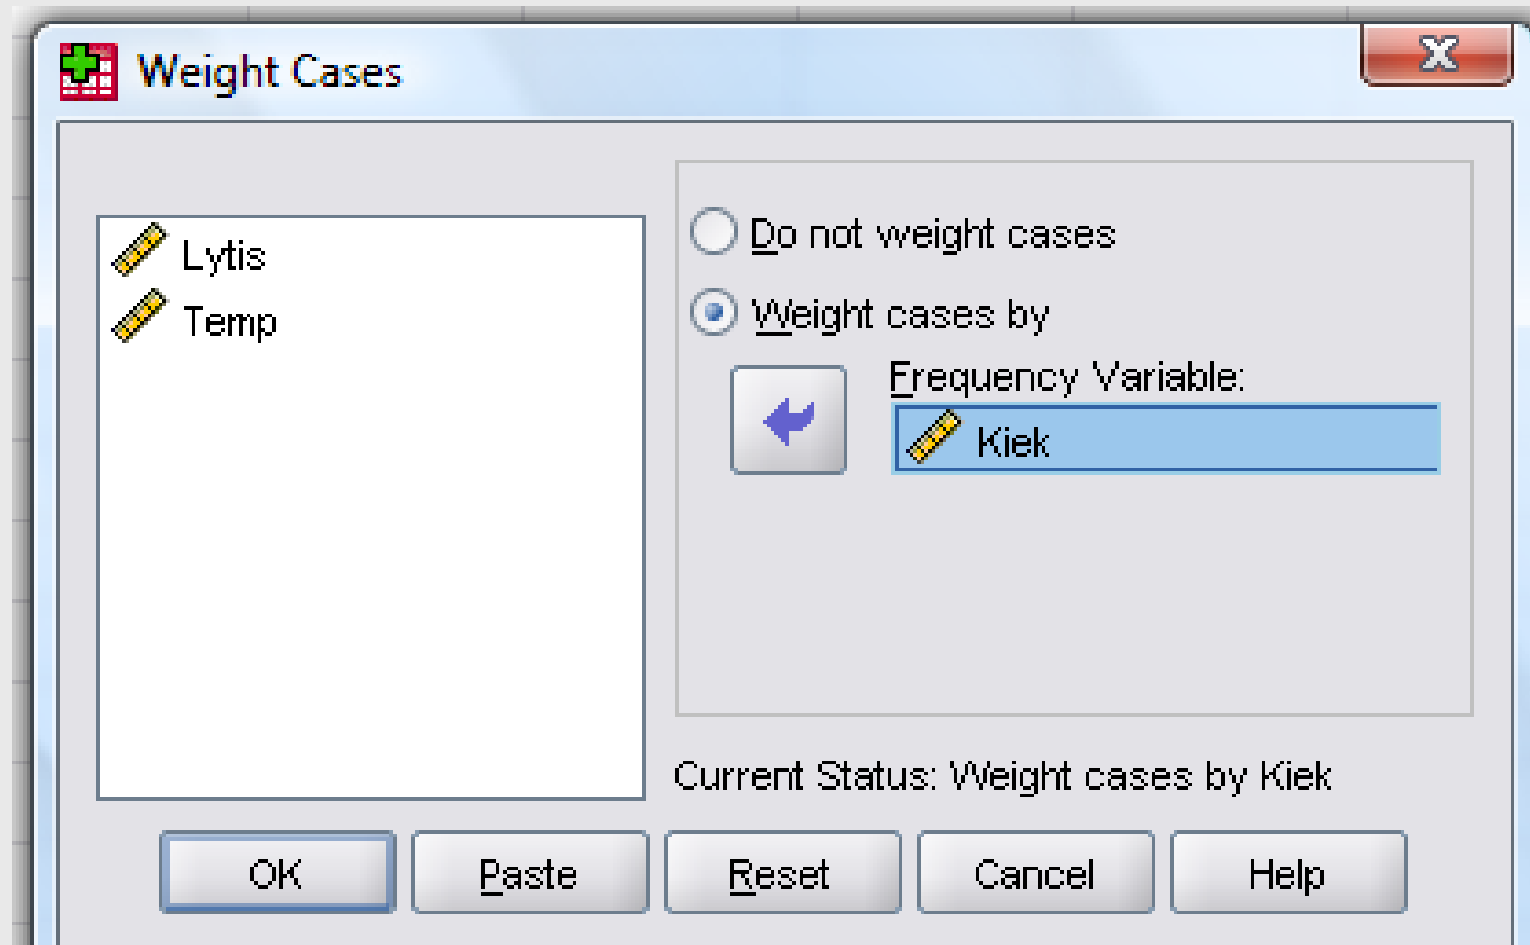 Weight Cases
Lytis
Temp
Do not weight cases
Weight cases by
Frequency Variable:
Kiek
Current Status: Weight cases by Kiek
OK Paste Reset Cancel Help